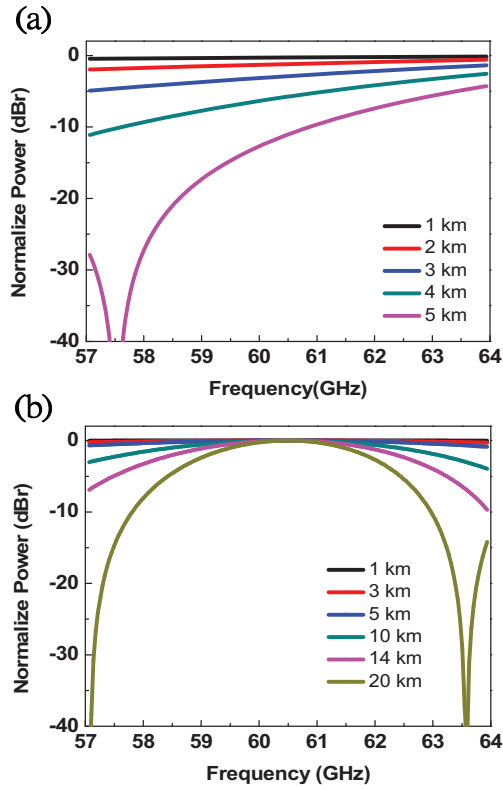 (a)
Normalize Power (dBr)
0
-10
-20
-30
-40
1 km
2 km
3 km
4 km
5 km
57 58 59 60 61 62 63 64
Frequency(GHz)
(b)
Normalize Power (dBr)
0
-10
-20
-30
-40
1 km
3 km
5 km
10 km
14 km
20 km
57 58 59 60 61 62 63 64
Frequency (GHz)